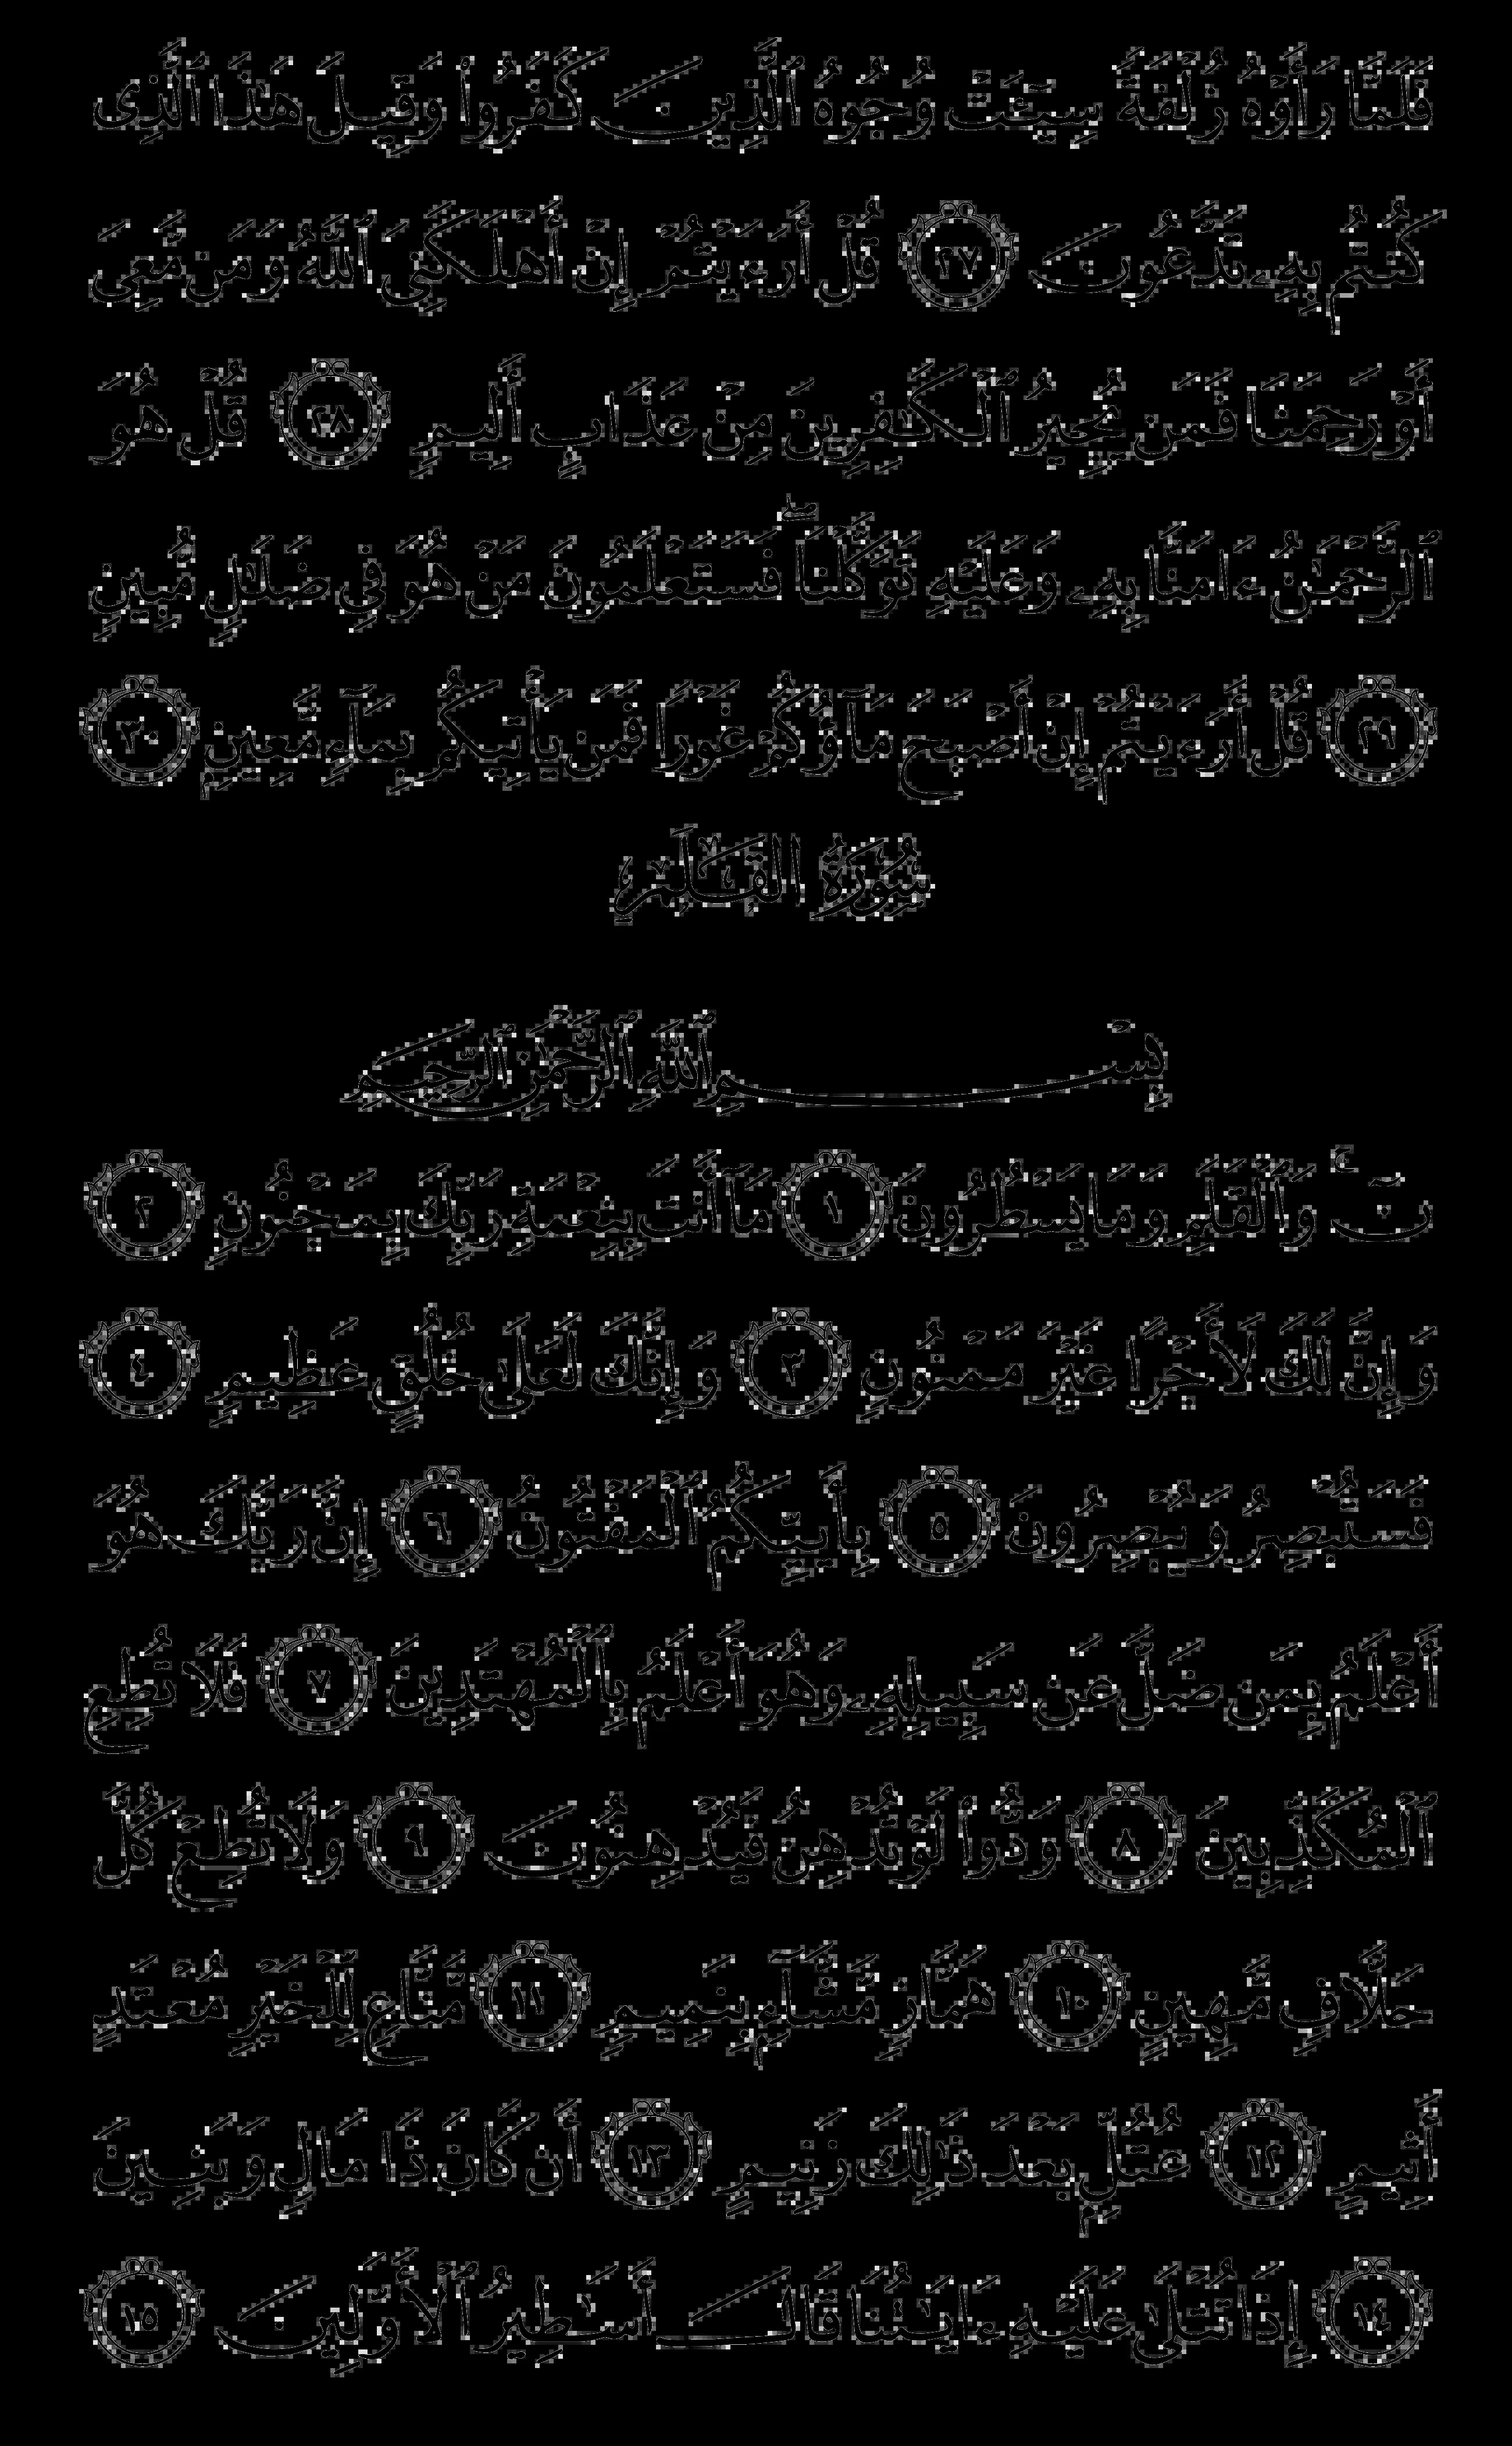 فَلَمَّا رَأَوْهُ زُلْفَةً سِيٓـَٔتْ وُجُوهُ ٱلَّذِينَ كَفَرُوا۟ وَقِيلَ هَـٰذَا ٱلَّذِى
كُنتُم بِهِۦ تَدَّعُونَ ٢٧ قُلْ أَرَءَيْتُمْ إِنْ أَهْلَكَنِىَ ٱللَّهُ وَمَن مَّعِىَ
أَوْ رَحِمَنَا فَمَن يُجِيرُ ٱلْكَـٰفِرِينَ مِنْ عَذَابٍ أَلِيمٍ ٢٨ قُلْ هُوَ
ٱلرَّحْمَـٰنُ ءَامَنَّا بِهِۦ وَعَلَيْهِ تَوَكَّلْنَا ۖ فَسَتَعْلَمُونَ مَنْ هُوَ فِى ضَلَـٰلٍ مُّبِينٍ
٢٩ قُلْ أَرَءَيْتُمْ إِنْ أَصْبَحَ مَآؤُكُمْ غَوْرًا فَمَن يَأْتِيكُم بِمَآءٍ مَّعِينٍۭ ٣٠
سُورَةُ القَلَمِ
بِسْمِ ٱللَّهِ ٱلرَّحْمَـٰنِ ٱلرَّحِيمِ
نٓ ۚ وَٱلْقَلَمِ وَمَا يَسْطُرُونَ ١ مَآ أَنتَ بِنِعْمَةِ رَبِّكَ بِمَجْنُونٍ ٢
وَإِنَّ لَكَ لَأَجْرًا غَيْرَ مَمْنُونٍ ٣ وَإِنَّكَ لَعَلَىٰ خُلُقٍ عَظِيمٍ ٤
فَسَتُبْصِرُ وَيُبْصِرُونَ ٥ بِأَييِّكُمُ ٱلْمَفْتُونُ ٦ إِنَّ رَبَّكَ هُوَ
أَعْلَمُ بِمَن ضَلَّ عَن سَبِيلِهِۦ وَهُوَ أَعْلَمُ بِٱلْمُهْتَدِينَ ٧ فَلَا تُطِعِ
ٱلْمُكَذِّبِينَ ٨ وَدُّوا۟ لَوْ تُدْهِنُ فَيُدْهِنُونَ ٩ وَلَا تُطِعْ كُلَّ
حَلَّافٍ مَّهِينٍ ١٠ هَمَّازٍ مَّشَّآءٍۭ بِنَمِيمٍ ١١ مَّنَّاعٍ لِّلْخَيْرِ مُعْتَدٍ
أَثِيمٍ ١٢ عُتُلٍّۭ بَعْدَ ذَٰلِكَ زَنِيمٍ ١٣ أَن كَانَ ذَا مَالٍ وَبَنِينَ
١٤ إِذَا تُتْلَىٰ عَلَيْهِ ءَايَـٰتُنَا قَالَ أَسَـٰطِيرُ ٱلْأَوَّلِينَ ١٥